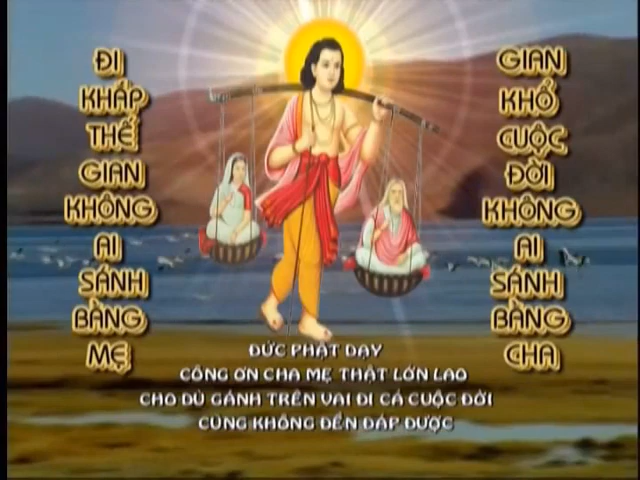 ĐI
KHÁP
THẾ
GIAN
KHÔNG
AI
SÁNH
BẰNG
MẸ
GIAN
KHỔ
CUỘC
ĐỜI
KHÔNG
AI
SÁNH
BẰNG
CHA
ĐỨC PHẬT DẠY
CÔNG ƠN CHA MẸ THẬT LỚN LAO
CHO DÙ GÁNH TRÊN VAI ĐI CẢ CUỘC ĐỜI
CŨNG KHÔNG ĐỀN ĐÁP ĐƯỢC